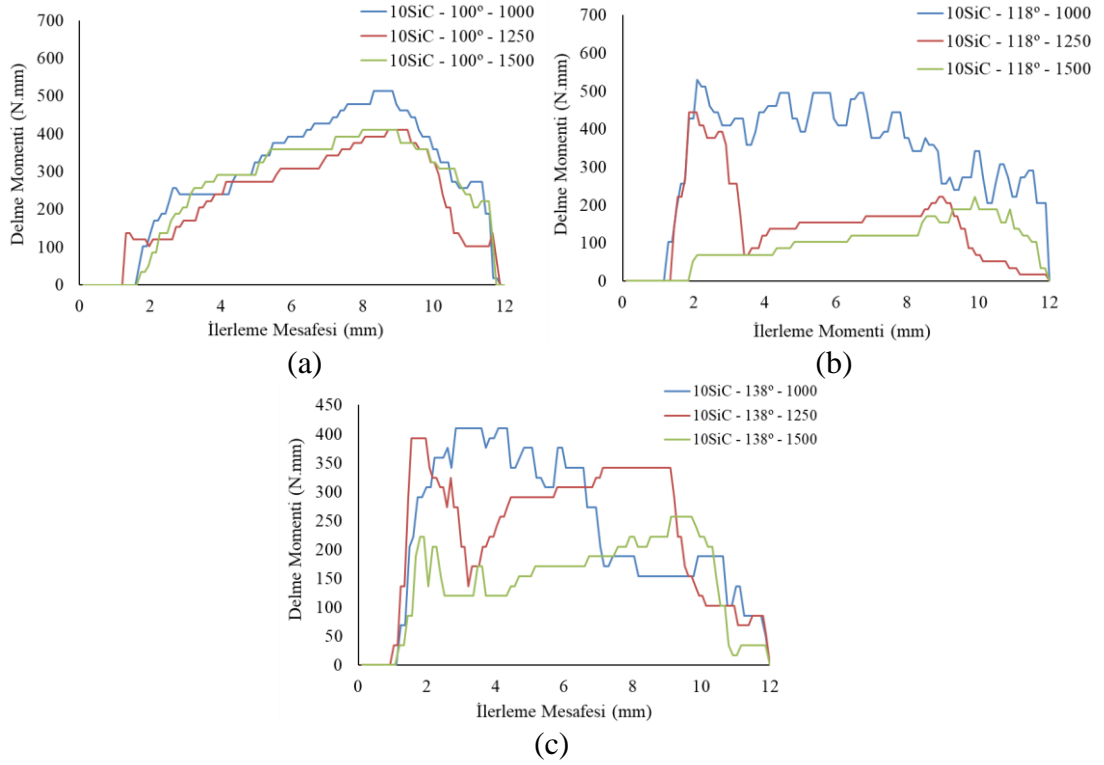 10SiC - 100º - 1000
10SiC - 100º - 1250
10SiC - 100º - 1500
700
600
500
400
300
200
100
0
Delme Momenti (N.mm)
0 2 4 6 8 10 12
İlerleme Mesafesi (mm)
(a)
10SiC - 118º - 1000
10SiC - 118º - 1250
10SiC - 118º - 1500
700
600
500
400
300
200
100
0
Delme Momenti (N.mm)
0 2 4 6 8 10 12
İlerleme Momenti (mm)
(b)
10SiC - 138º - 1000
10SiC - 138º - 1250
10SiC - 138º - 1500
450
400
350
300
250
200
150
100
50
0
Delme Momenti (N.mm)
0 2 4 6 8 10 12
İlerleme Mesafesi (mm)
(c)